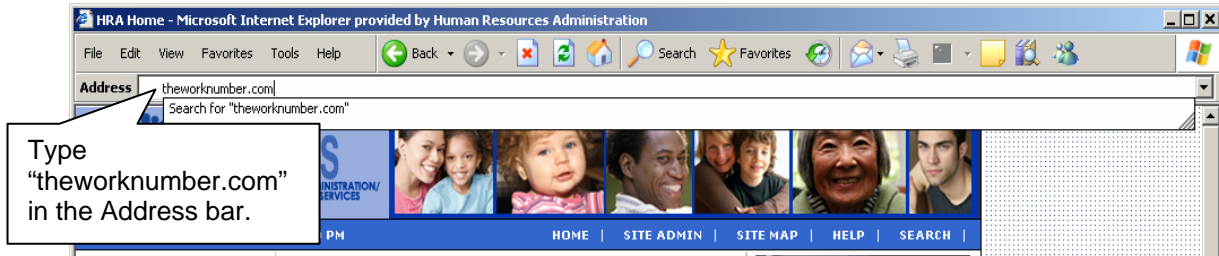 HRA Home - Microsoft Internet Explorer provided by Human Resources Administration
File Edit View Favorites Tools Help Back Search Favorites
Address theworknumber.com
Search for "theworknumber.com"
Type
“theworknumber.com”
in the Address bar.
S
INISTRATION/
SERVICES
PM
HOME | SITE ADMIN | SITE MAP | HELP | SEARCH |